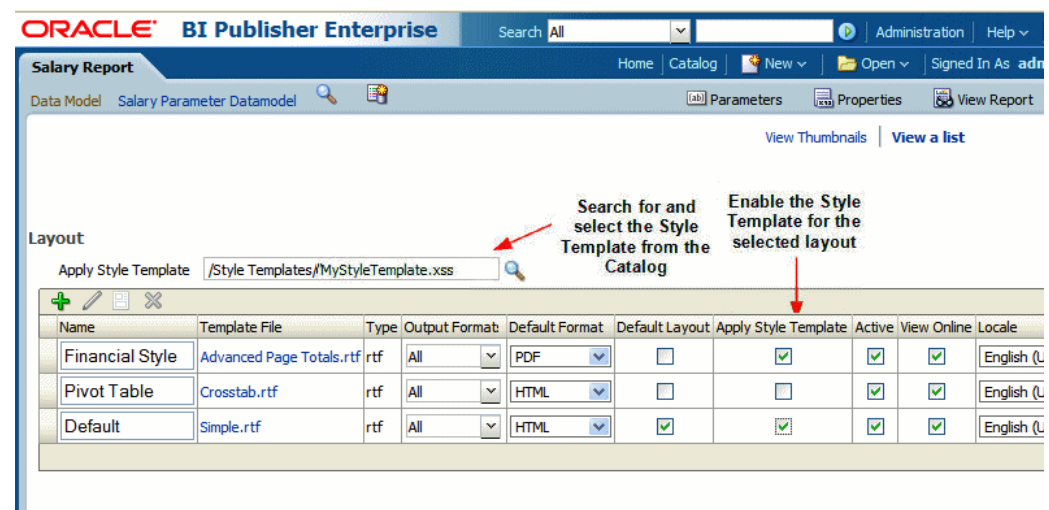 ORACLE BI Publisher Enterprise Search All Administration Help
Salary Report Home Catalog New Open Signed In As adm
Data Model Salary Parameter Datamodel Parameters Properties View Report
View Thumbnails View a list
Search for and
select the Style
Template from the
Catalog
Enable the Style
Template for the
selected layout
Layout
Apply Style Template /Style Templates/MyStyleTemplate.xss
Name Template File Type Output Format Default Format Default Layout Apply Style Template Active View Online Locale
Financial Style Advanced Page Totals.rtf rtf All PDF English (U
Pivot Table Crosstab.rtf rtf All HTML English (U
Default Simple.rtf rtf All HTML English (U